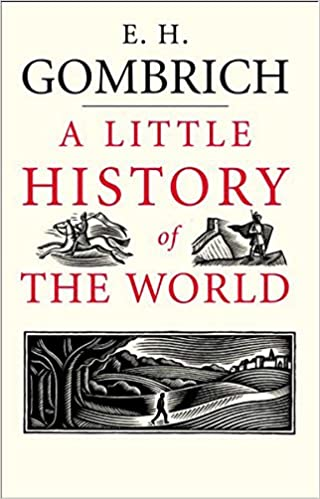 E. H.
GOMBRICH
A LITTLE
HISTORY
of
THE WORLD